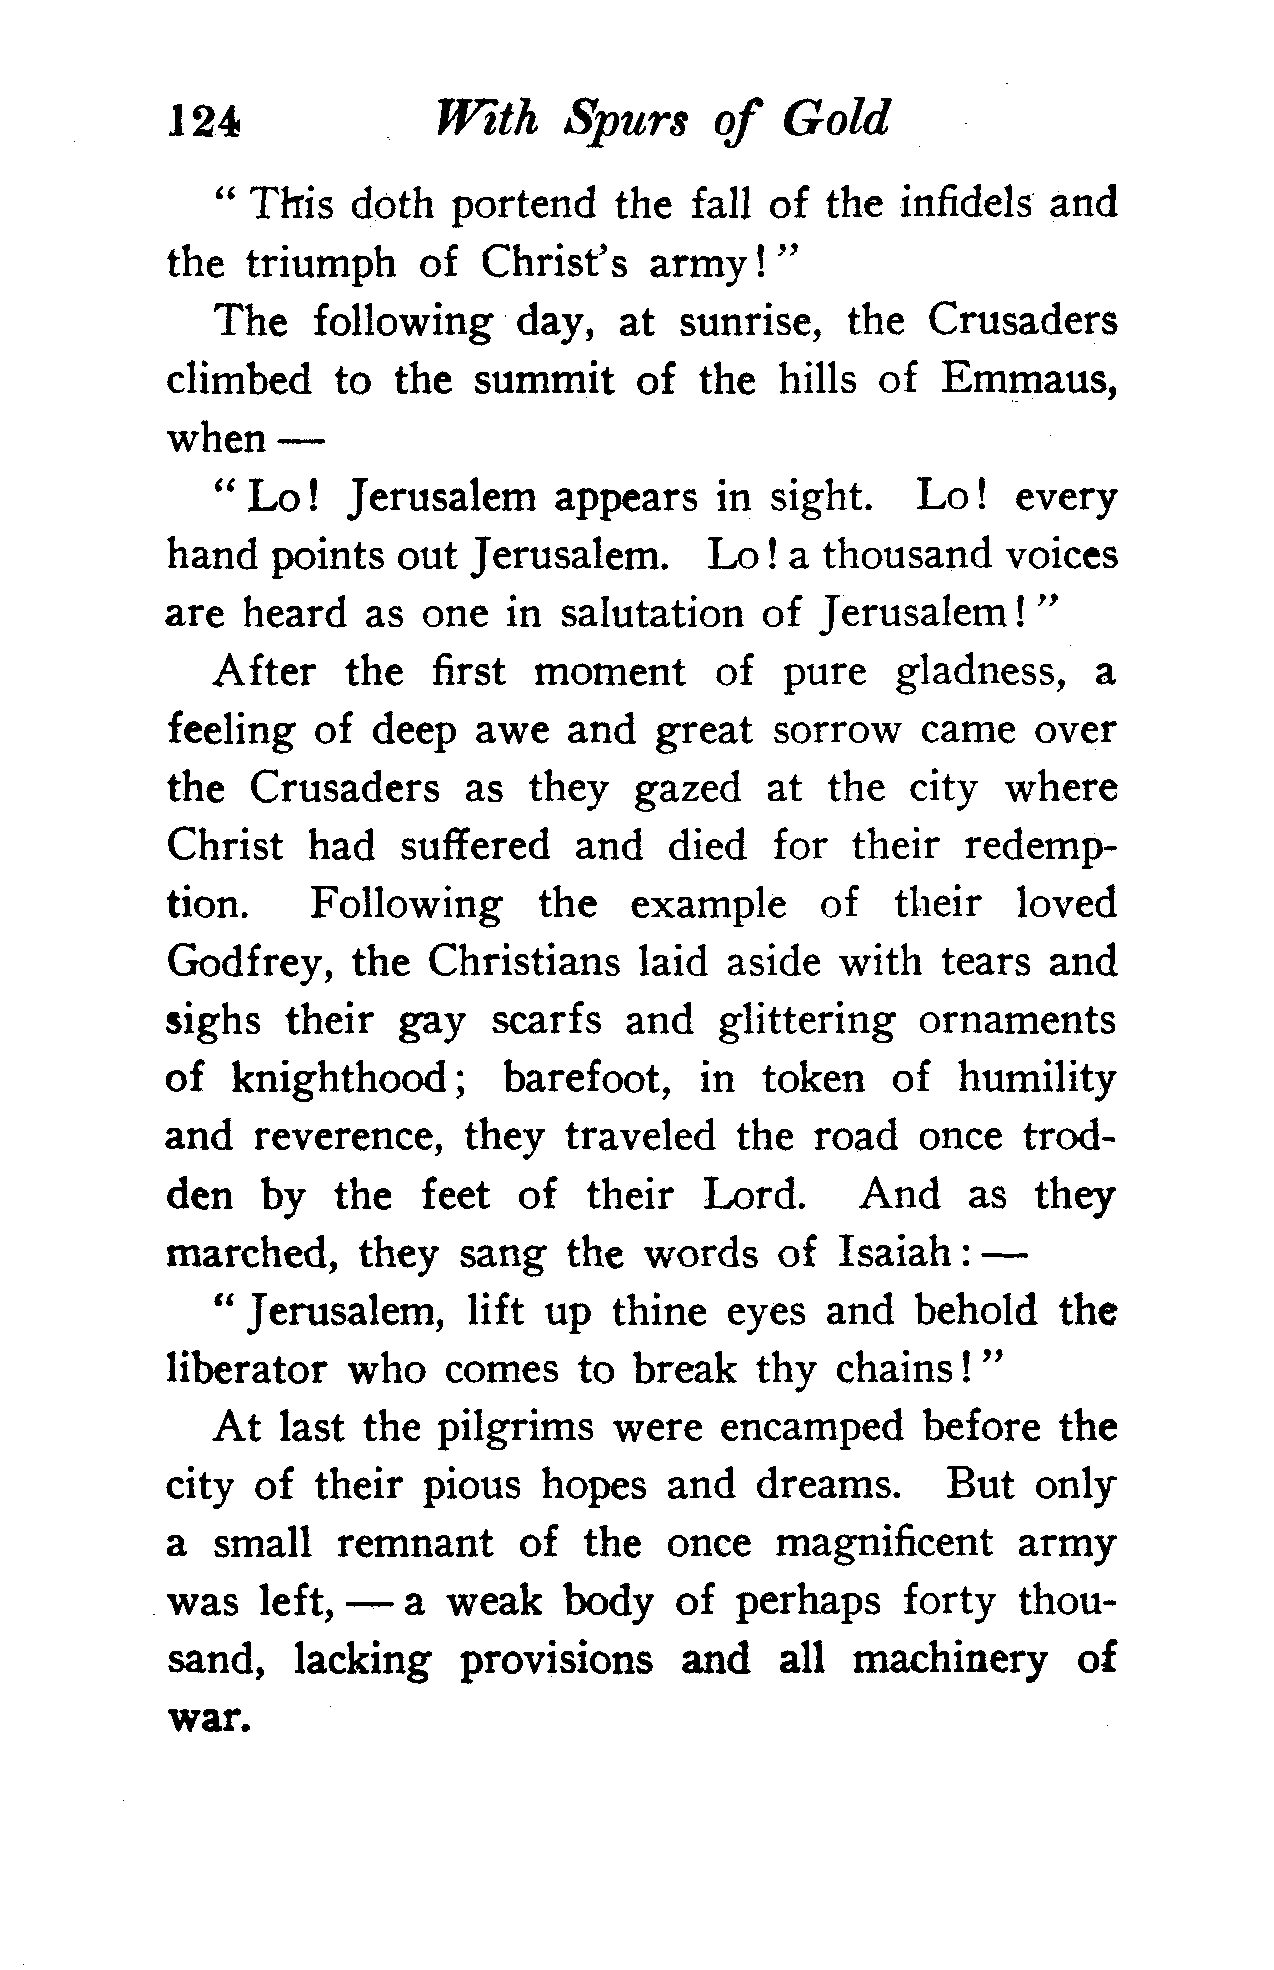 124 With Spurs of Gold
“ This doth portend the fall of the infidels and
the triumph of Christ’s army! ”
The following day, at sunrise, the Crusaders
climbed to the summit of the hills of Emmaus,
when —
“ Lo! Jerusalem appears in sight. Lo! every
hand points out Jerusalem. Lo! a thousand voices
are heard as one in salutation of Jerusalem! ”
After the first moment of pure gladness, a
feeling of deep awe and great sorrow came over
the Crusaders as they gazed at the city where
Christ had suffered and died for their redemp-
tion. Following the example of their loved
Godfrey, the Christians laid aside with tears and
sighs their gay scarfs and glittering ornaments
of knighthood; barefoot, in token of humility
and reverence, they traveled the road once trod-
den by the feet of their Lord. And as they
marched, they sang the words of Isaiah: —
“ Jerusalem, lift up thine eyes and behold the
liberator who comes to break thy chains! ”
At last the pilgrims were encamped before the
city of their pious hopes and dreams. But only
a small remnant of the once magnificent army
was left, — a weak body of perhaps forty thou-
sand, lacking provisions and all machinery of
war.